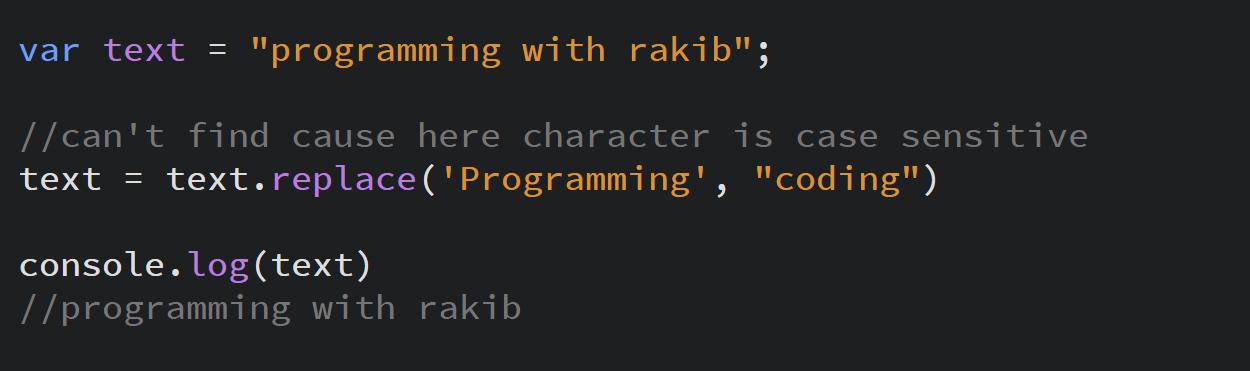 var text = "programming with rakib";
//can't find cause here character is case sensitive
text = text.replace('Programming', "coding")
console.log(text)
//programming with rakib